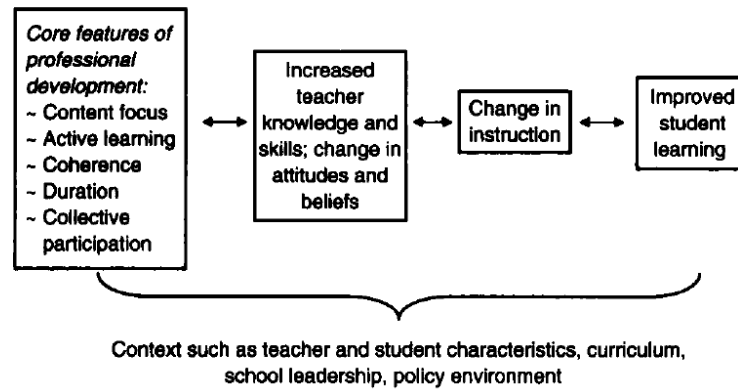 Core features of
professional
development:
~ Content focus
~ Active learning
~ Coherence
~ Duration
~ Collective
participation
Increased
teacher
knowledge and
skills; change in
attitudes and
beliefs
Change in
instruction
Improved
student
learning
Context such as teacher and student characteristics, curriculum,
school leadership, policy environment